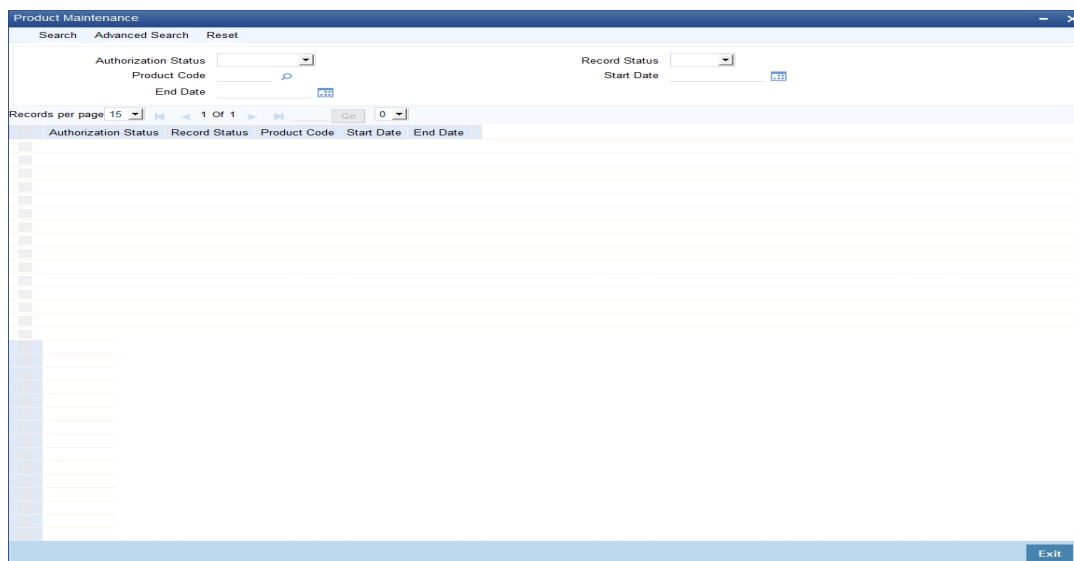 Product Maintenance
Search Advanced Search Reset
Authorization Status Record Status
Product Code Start Date
End Date
Records per page 15 1 Of 1 Go 0
Authorization Status Record Status Product Code Start Date End Date
Exit